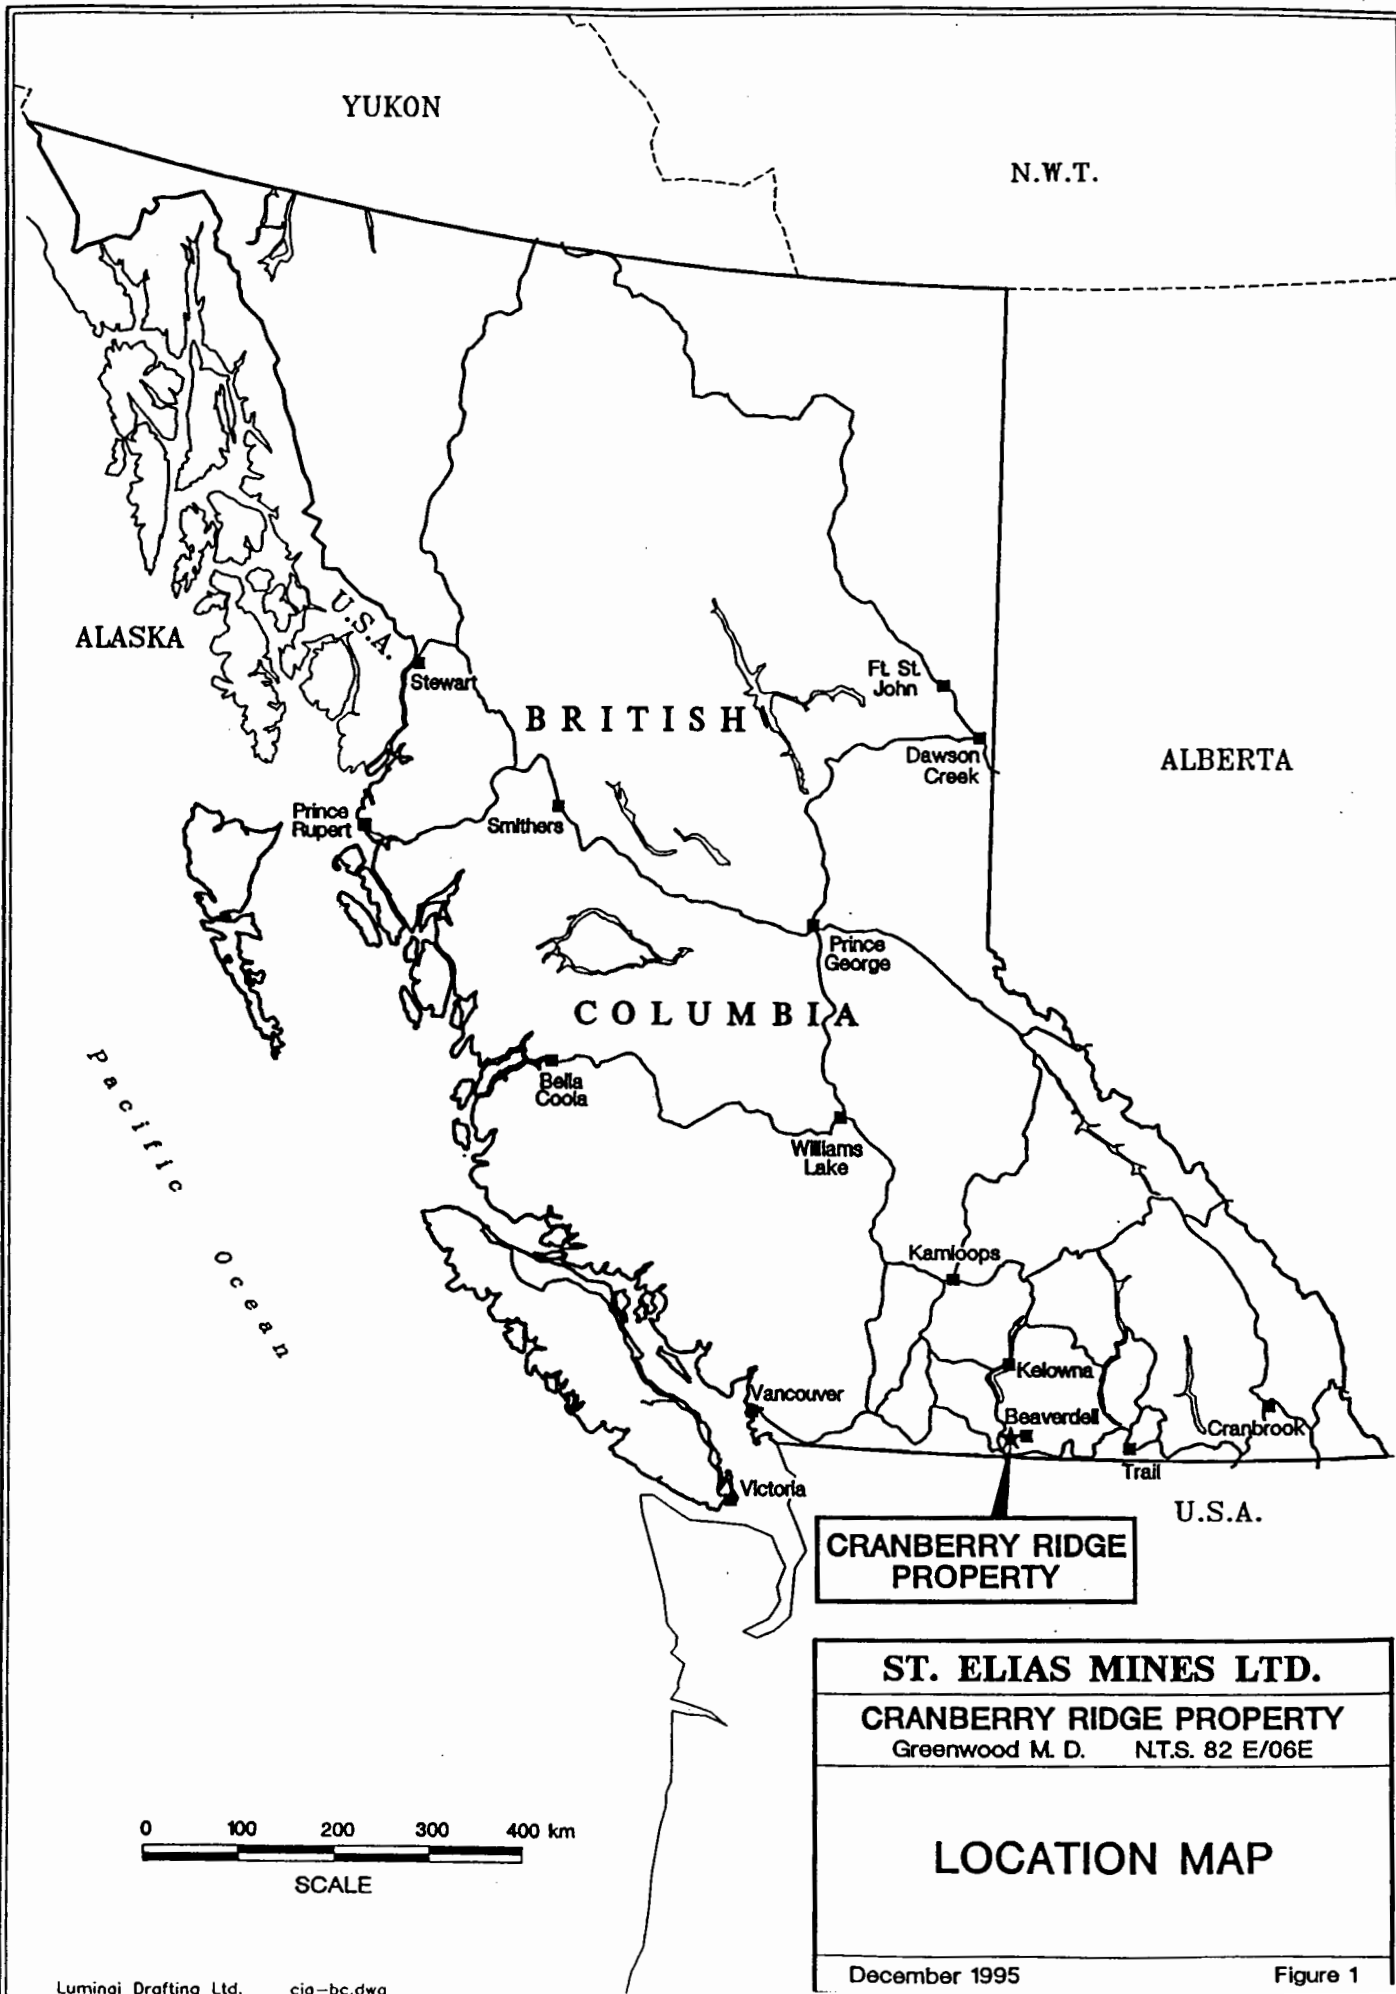 YUKON
N.W.T.
U.S.A.
ALASKA
Stewart
Ft. St.
John
BRITISH
Dawson
Creek
ALBERTA
Prince
Rupert
Smithers
Prince
George
COLUMBIA
Pacific Ocean
Bella
Coola
Williams
Lake
Kamloops
Kelowna
Vancouver
Beaverdell
Cranbrook
Trail
Victoria
U.S.A.
CRANBERRY RIDGE
PROPERTY
ST. ELIAS MINES LTD.
CRANBERRY RIDGE PROPERTY
Greenwood M. D. N.T.S. 82 E/06E
LOCATION MAP
December 1995 Figure 1
0 100 200 300 400 km
SCALE
Luminai Drafting Ltd. cig-bc.dwg